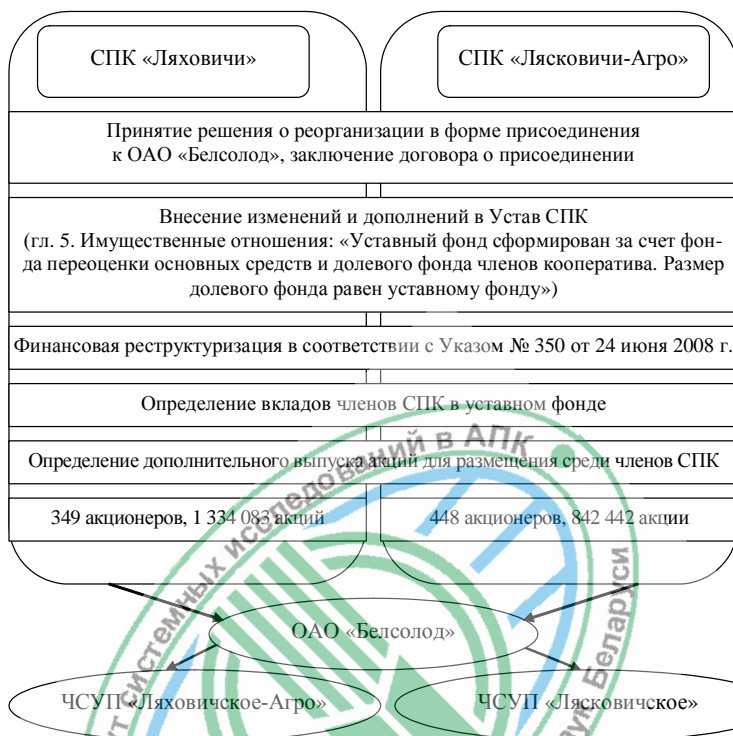 СПК «Ляховичи»
СПК «Лясковичи-Агро»
Принятие решения о реорганизации в форме присоединения
к ОАО «Белсолод», заключение договора о присоединении
Внесение изменений и дополнений в Устав СПК
(гл. 5. Имущественные отношения: «Уставный фонд сформирован за счет фон-
да переоценки основных средств и долевого фонда членов кооператива. Размер
долевого фонда равен уставному фонду»)
Финансовая реструктуризация в соответствии с Указом № 350 от 24 июня 2008 г.
Определение вкладов членов СПК в уставном фонде
Определение дополнительного выпуска акций для размещения среди членов СПК
349 акционеров, 1 334 083 акций
448 акционеров, 842 442 акции
ОАО «Белсолод»
ЧСУП «Ляховичское-Агро»
ЧСУП «Лясковичское»
системных исследований в АПК
Беларуси